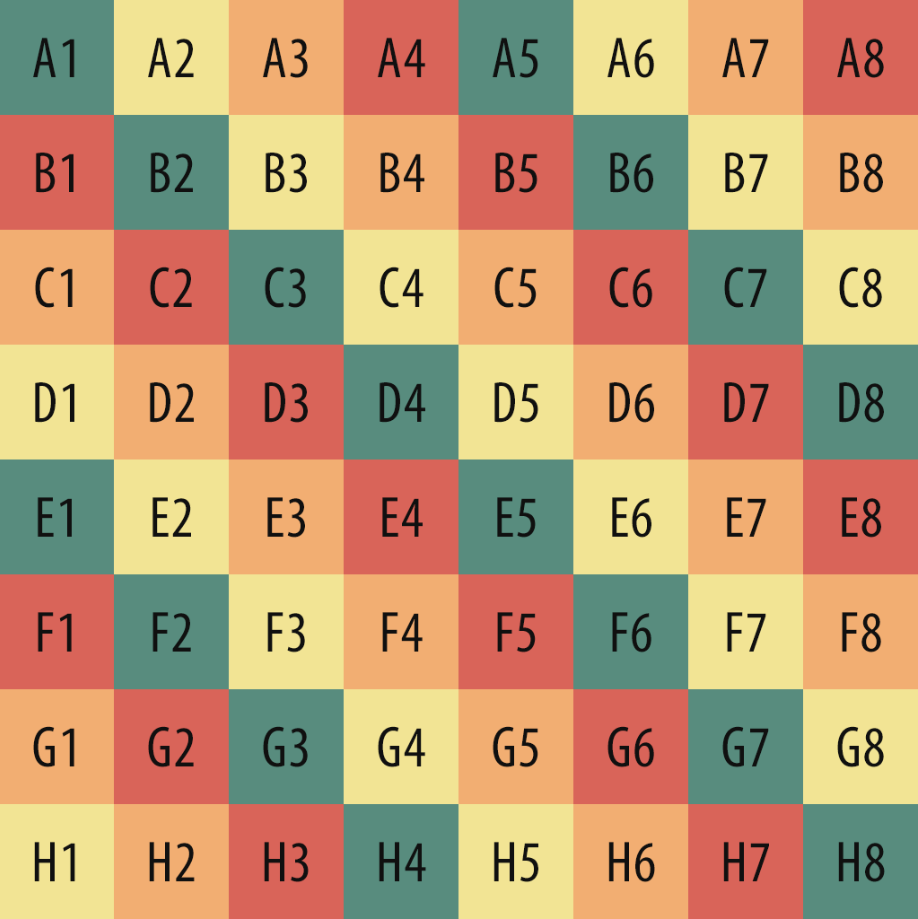 A1 A2 A3 A4 A5 A6 A7 A8
B1 B2 B3 B4 B5 B6 B7 B8
C1 C2 C3 C4 C5 C6 C7 C8
D1 D2 D3 D4 D5 D6 D7 D8
E1 E2 E3 E4 E5 E6 E7 E8
F1 F2 F3 F4 F5 F6 F7 F8
G1 G2 G3 G4 G5 G6 G7 G8
H1 H2 H3 H4 H5 H6 H7 H8